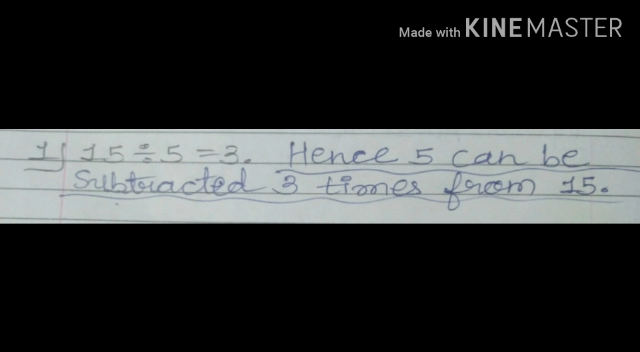 Made with KINEMASTER
1) 15 ÷ 5 = 3. Hence 5 can be
Subtracted 3 times from 15.